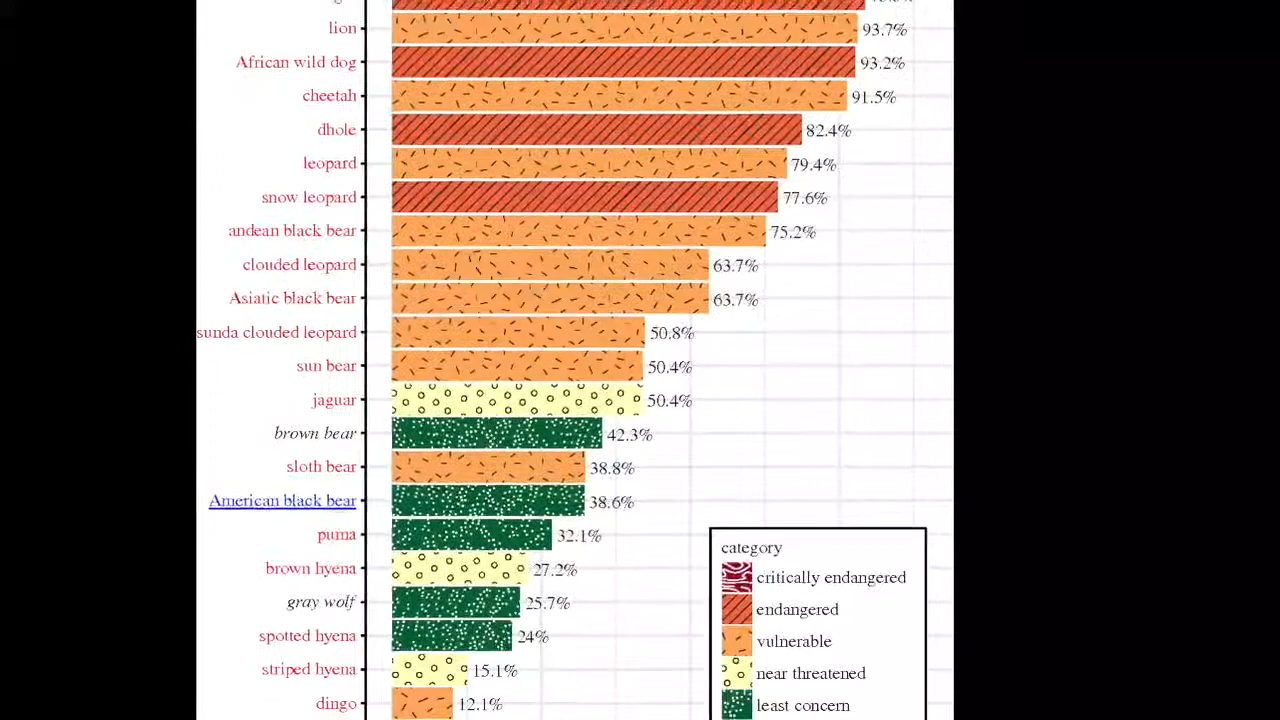 lion 93.7%
African wild dog 93.2%
cheetah 91.5%
dhole 82.4%
leopard 79.4%
snow leopard 77.6%
andean black bear 75.2%
clouded leopard 63.7%
Asiatic black bear 63.7%
sunda clouded leopard 50.8%
sun bear 50.4%
jaguar 50.4%
brown bear 42.3%
sloth bear 38.8%
American black bear 38.6%
puma 32.1%
brown hyena 27.2%
gray wolf 25.7%
spotted hyena 24%
striped hyena 15.1%
dingo 12.1%
category
critically endangered
endangered
vulnerable
near threatened
least concern